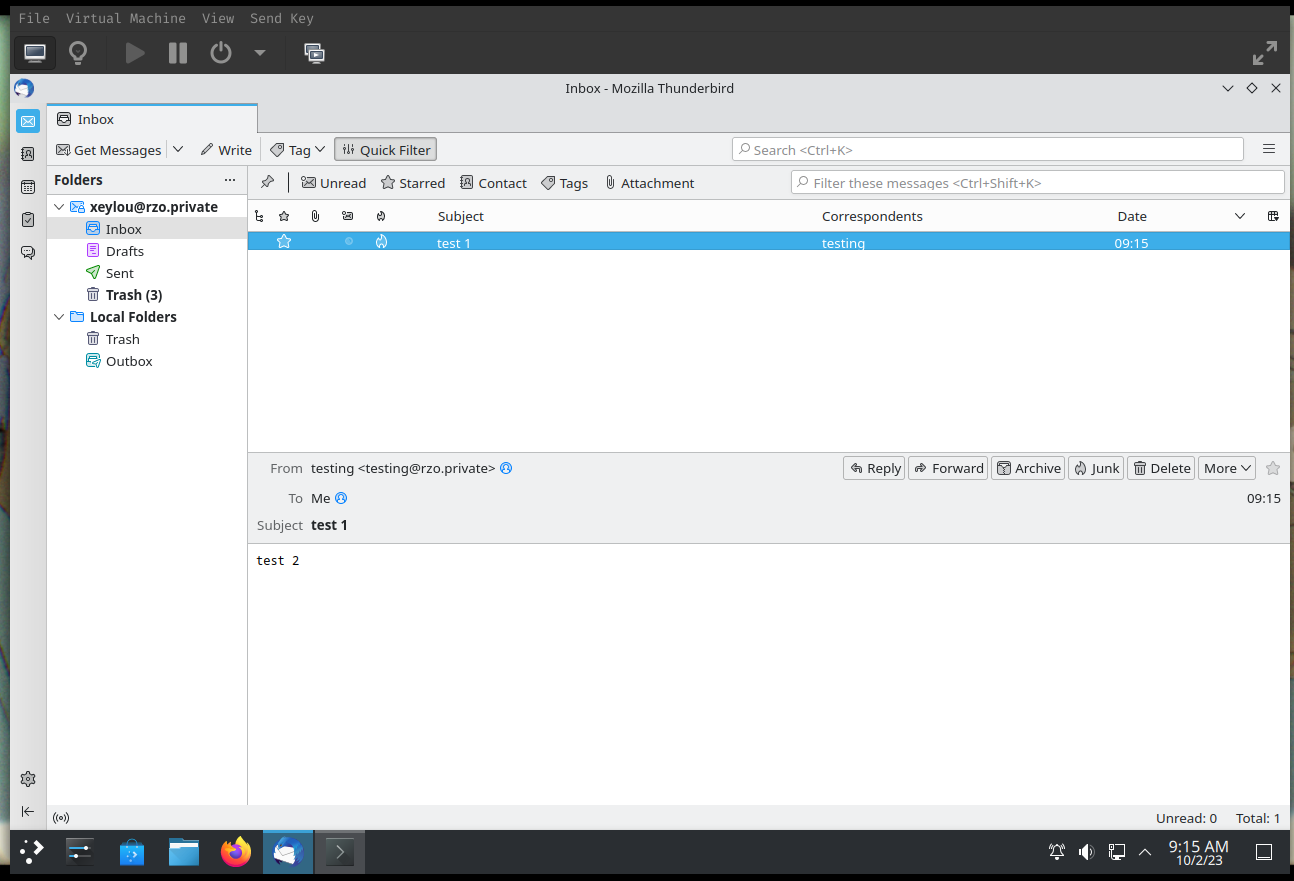 File Virtual Machine View Send Key
Inbox - Mozilla Thunderbird
Inbox
Get Messages Write Tag Quick Filter Search <Ctrl+K>
Folders
Unread Starred Contact Tags Attachment Filter these messages <Ctrl+Shift+K>
xeylou@rzo.private
Inbox
Drafts
Sent
Trash (3)
Local Folders
Trash
Outbox
Subject Correspondents Date
test 1 testing 09:15
From testing <testing@rzo.private> Reply Forward Archive Junk Delete More
To Me 09:15
Subject test 1
test 2
Unread: 0 Total: 1
9:15 AM
10/2/23